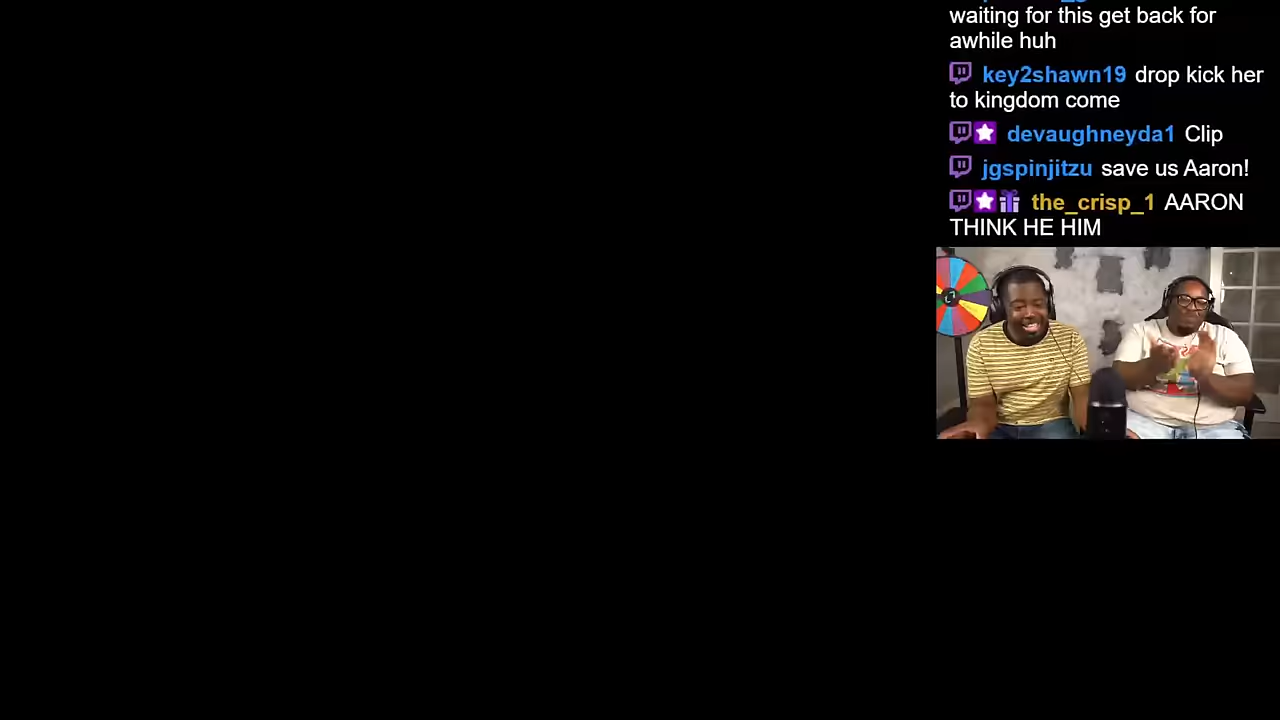 waiting for this get back for
awhile huh
key2shawn19 drop kick her
to kingdom come
devaughneyda1 Clip
jgspinjitzu save us Aaron!
the_crisp_1 AARON
THINK HE HIM